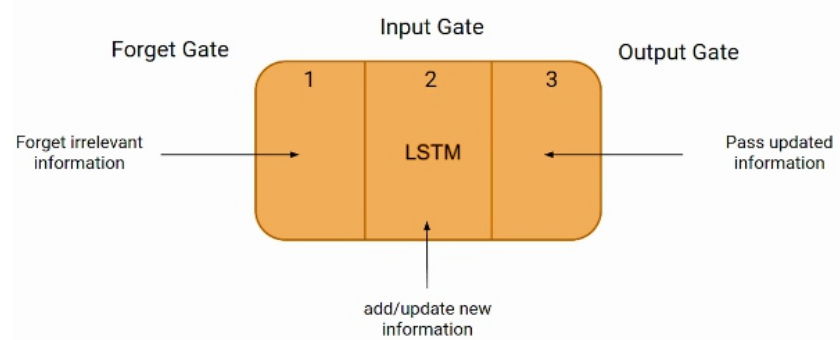 Input Gate
Forget Gate
Output Gate
1
2
3
Forget irrelevant
information
LSTM
Pass updated
information
add/update new
information